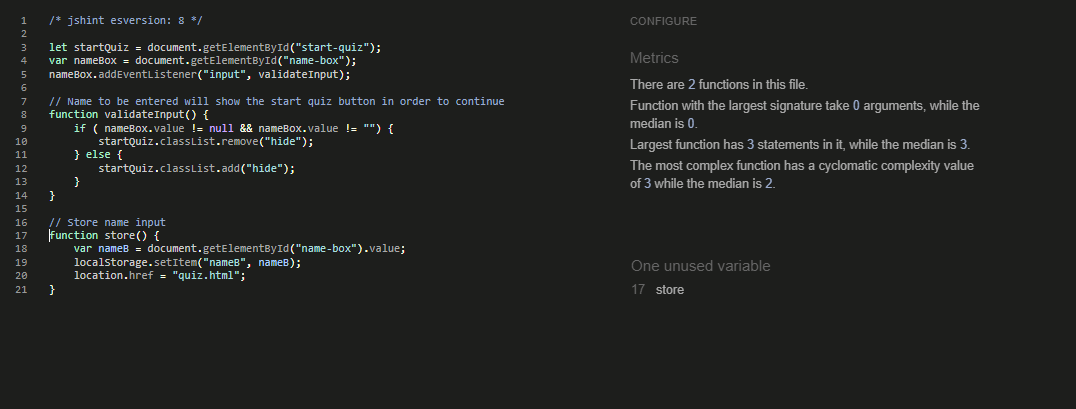 1 /* jshint esversion: 8 */
2
3 let startQuiz = document.getElementById("start-quiz");
4 var nameBox = document.getElementById("name-box");
5 nameBox.addEventListener("input", validateInput);
6
7 // Name to be entered will show the start quiz button in order to continue
8 function validateInput() {
9     if ( nameBox.value != null && nameBox.value != "") {
10         startQuiz.classList.remove("hide");
11     } else {
12         startQuiz.classList.add("hide");
13     }
14 }
15
16 // Store name input
17 function store() {
18     var nameB = document.getElementById("name-box").value;
19     localStorage.setItem("nameB", nameB);
20     location.href = "quiz.html";
21 }
CONFIGURE
Metrics
There are 2 functions in this file.
Function with the largest signature take 0 arguments, while the
median is 0.
Largest function has 3 statements in it, while the median is 3.
The most complex function has a cyclomatic complexity value
of 3 while the median is 2.
One unused variable
17 store